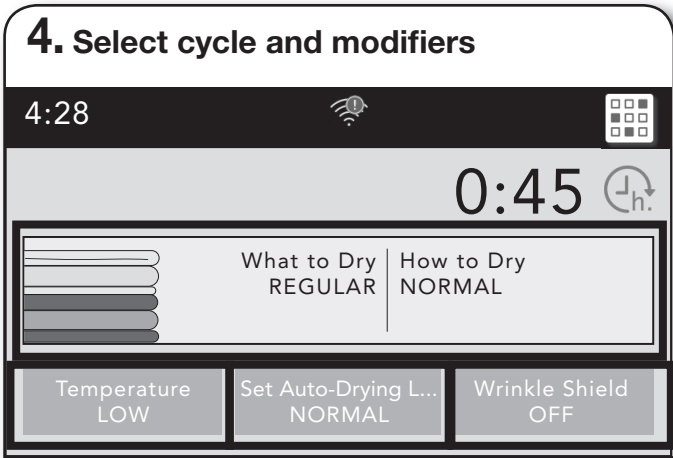 4. Select cycle and modifiers
4:28
!
0:45 h.
What to Dry How to Dry
REGULAR NORMAL
Temperature Set Auto-Drying L... Wrinkle Shield
LOW NORMAL OFF